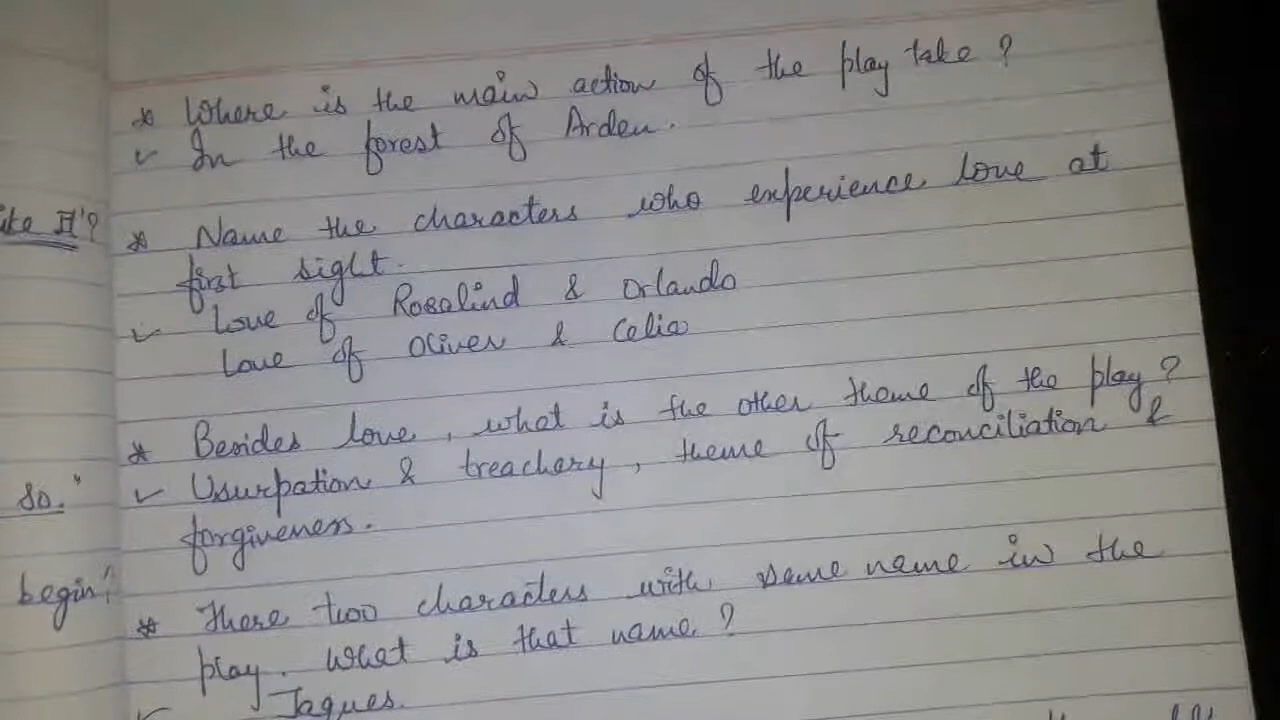 * Where is the main action of the play take ?
✓ In the forest of Arden.
ike It'?
* Name the characters who experience love at
first sight.
✓ Love of Rosalind & Orlando
Love of Oliver & Celia
* Besides love, what is the other theme of the play ?
so."
✓ Usurpation & treachery, theme of reconciliation &
forgiveness.
begin?
* There two characters with same name in the
play. What is that name ?
✓ Jaques.